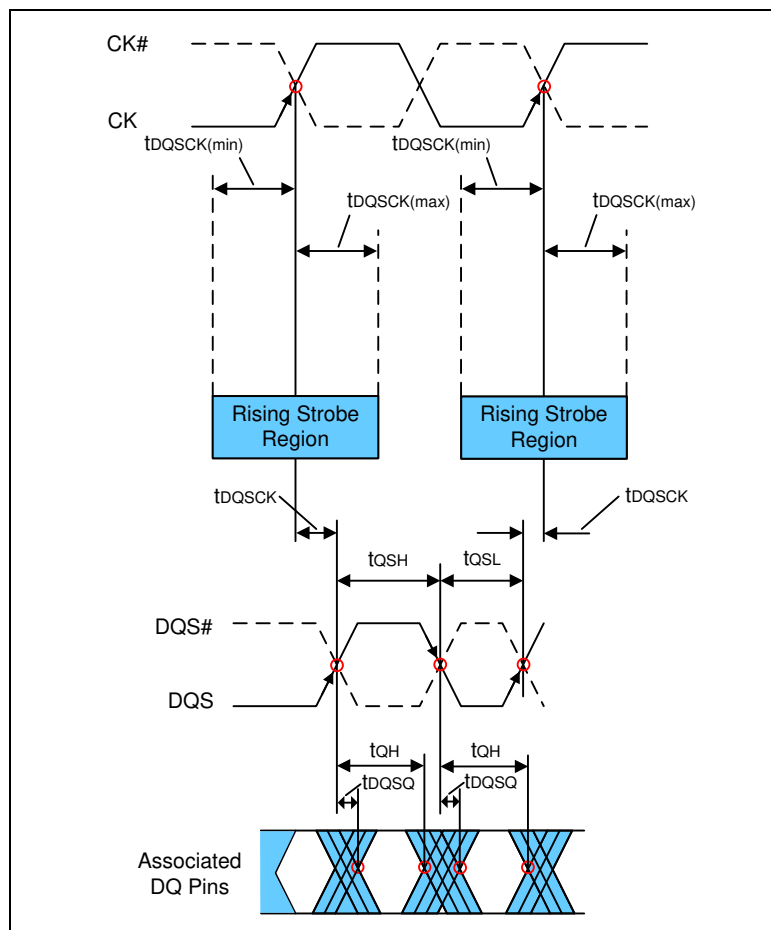 CK#
CK
tDQSCK(min)
tDQSCK(min)
tDQSCK(max)
tDQSCK(max)
Rising Strobe
Region
Rising Strobe
Region
tDQSCK
tDQSCK
tQSH
tQSL
DQS#
DQS
tQH
tQH
tDQSQ
tDQSQ
Associated
DQ Pins